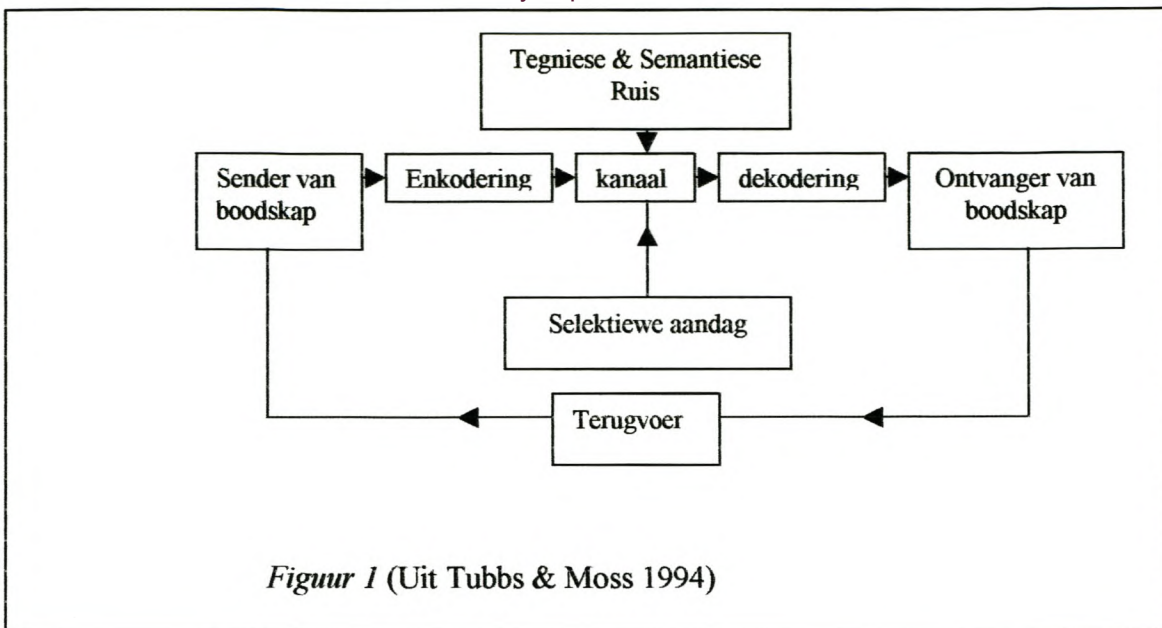 Tegniese & Semantiese
Ruis
Sender van
boodskap
Enkodering
kanaal
dekodering
Ontvanger van
boodskap
Selektiewe aandag
Terugvoer
Figuur 1 (Uit Tubbs & Moss 1994)